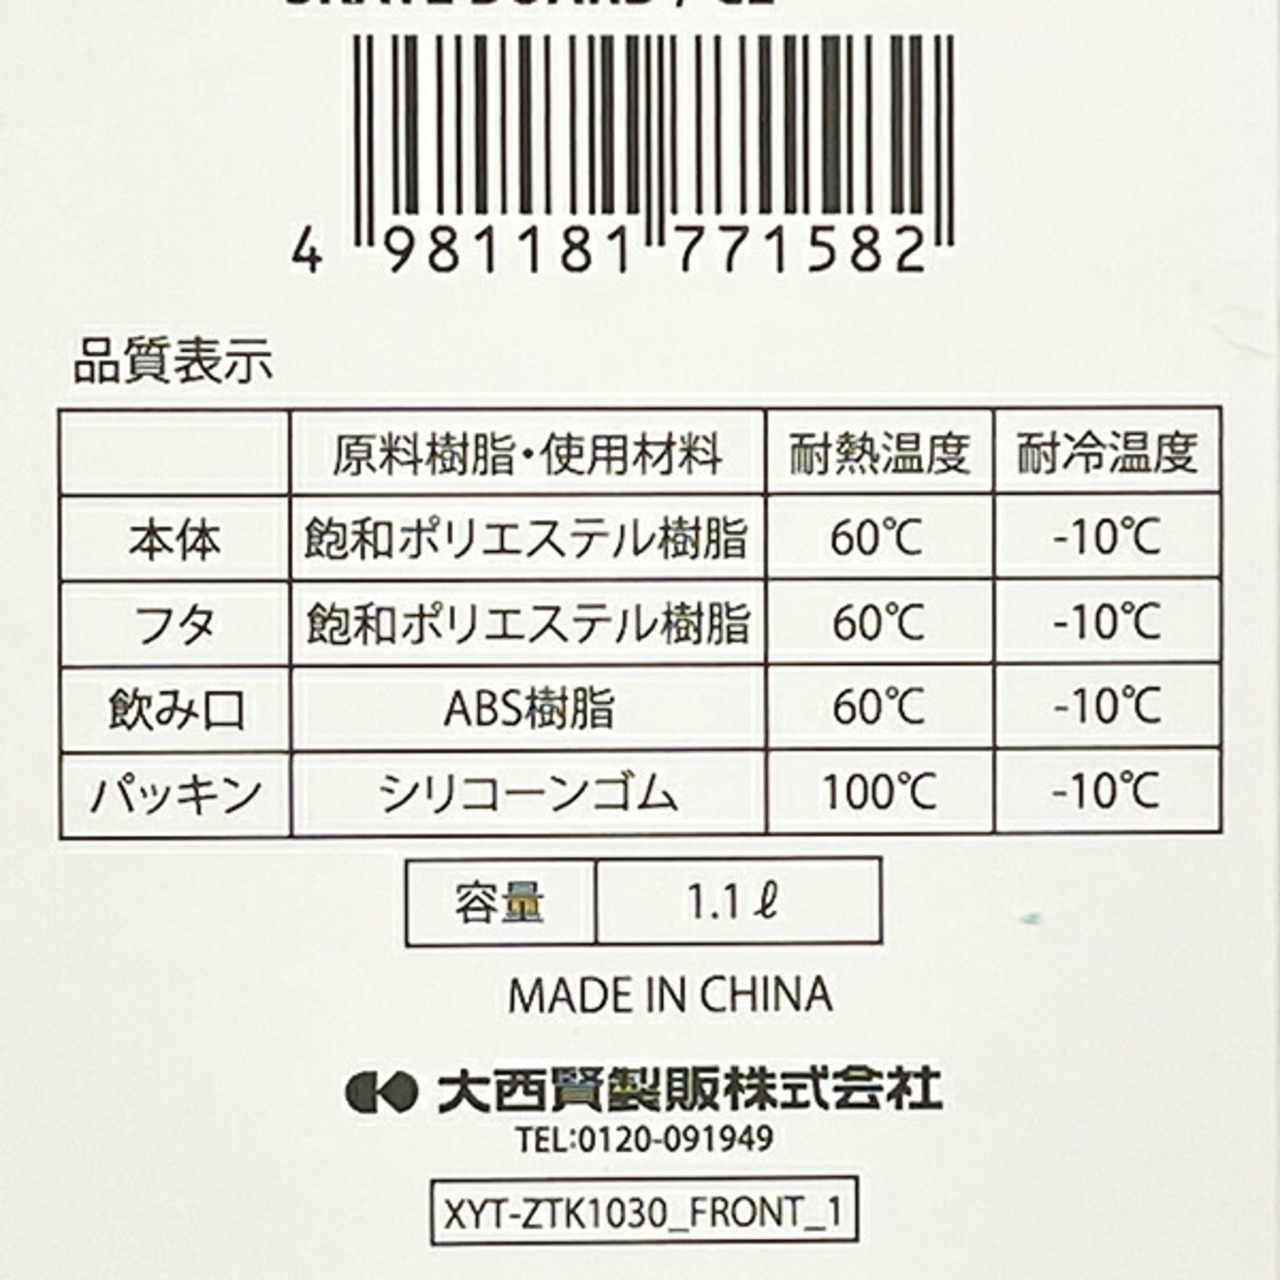 SKATE BOARD / CL
4 981181 771582
品質表示
原料樹脂・使用材料 耐熱温度 耐冷温度
本体 飽和ポリエステル樹脂 60℃ -10℃
フタ 飽和ポリエステル樹脂 60℃ -10℃
飲み口 ABS樹脂 60℃ -10℃
パッキン シリコーンゴム 100℃ -10℃
容量 1.1ℓ
MADE IN CHINA
大西賢製販株式会社
TEL:0120-091949
XYT-ZTK1030_FRONT_1